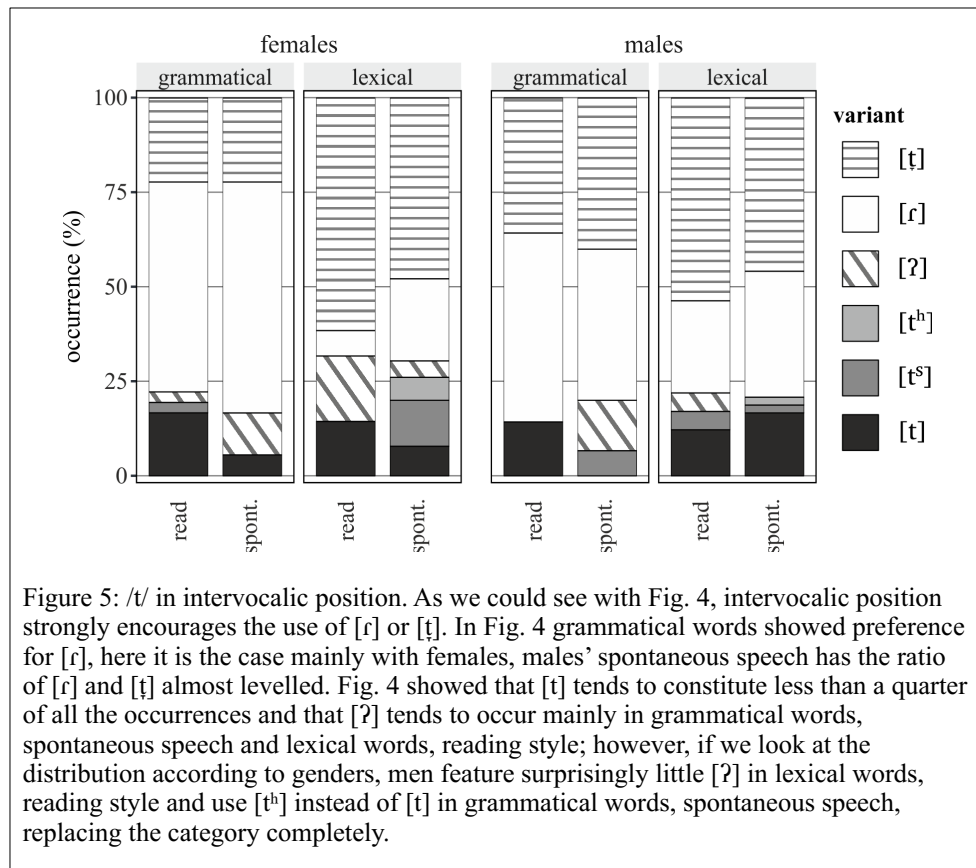 females males
grammatical lexical grammatical lexical
100
75
50
25
0
occurrence (%)
read spont. read spont. read spont. read spont.
variant
[t̬]
[ɾ]
[ʔ]
[tʰ]
[tˢ]
[t]
Figure 5: /t/ in intervocalic position. As we could see with Fig. 4, intervocalic position
strongly encourages the use of [ɾ] or [t̬]. In Fig. 4 grammatical words showed preference
for [ɾ], here it is the case mainly with females, males’ spontaneous speech has the ratio
of [ɾ] and [t̬] almost levelled. Fig. 4 showed that [t] tends to constitute less than a quarter
of all the occurrences and that [ʔ] tends to occur mainly in grammatical words,
spontaneous speech and lexical words, reading style; however, if we look at the
distribution according to genders, men feature surprisingly little [ʔ] in lexical words,
reading style and use [tʰ] instead of [t] in grammatical words, spontaneous speech,
replacing the category completely.